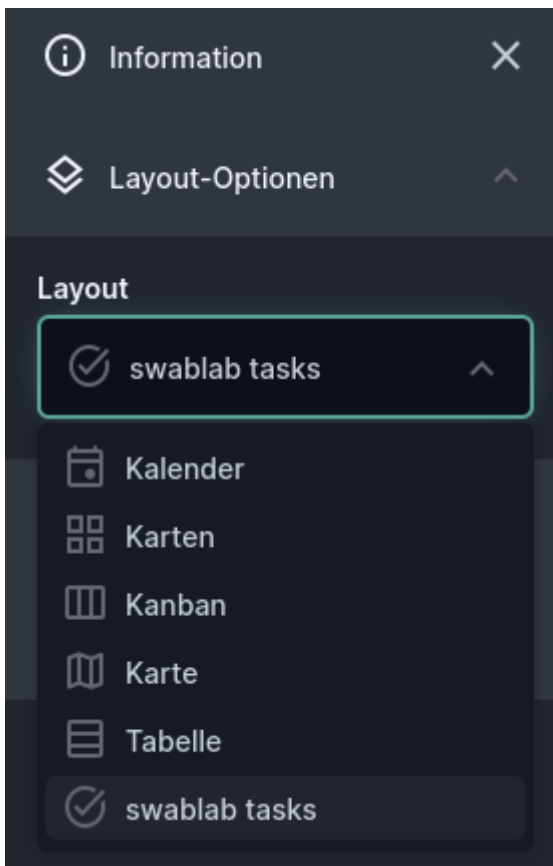 Information
Layout-Optionen
Layout
swablab tasks
Kalender
Karten
Kanban
Karte
Tabelle
swablab tasks